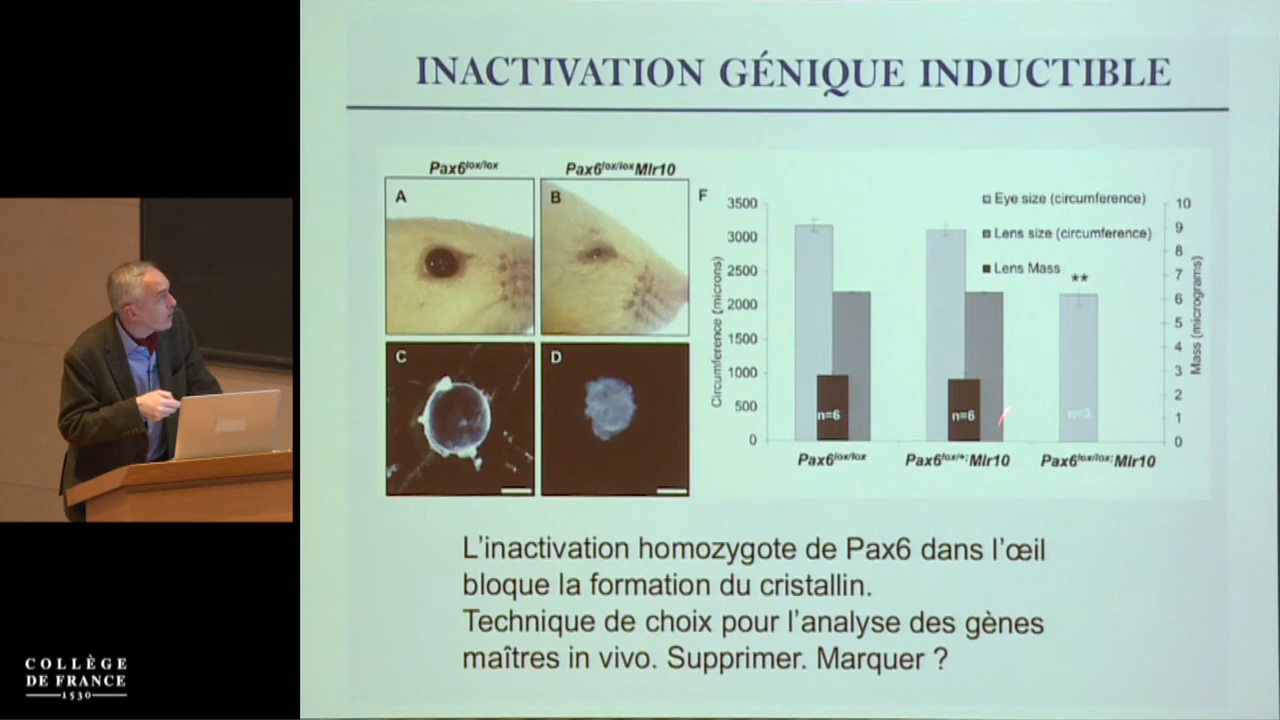 INACTIVATION GÉNIQUE INDUCTIBLE
Pax6lox/lox
Pax6lox/loxMlr10
A
B
C
D
F
3500
3000
2500
2000
1500
1000
500
0
Circumference (microns)
Eye size (circumference)
Lens size (circumference)
Lens Mass
**
10
9
8
7
6
5
4
3
2
1
0
Mass (micrograms)
n=6
n=6
n=3
Pax6lox/lox
Pax6lox/+;Mlr10
Pax6lox/lox;Mlr10
L'inactivation homozygote de Pax6 dans l'œil
bloque la formation du cristallin.
Technique de choix pour l'analyse des gènes
maîtres in vivo. Supprimer. Marquer ?
COLLÈGE
DE FRANCE
1530